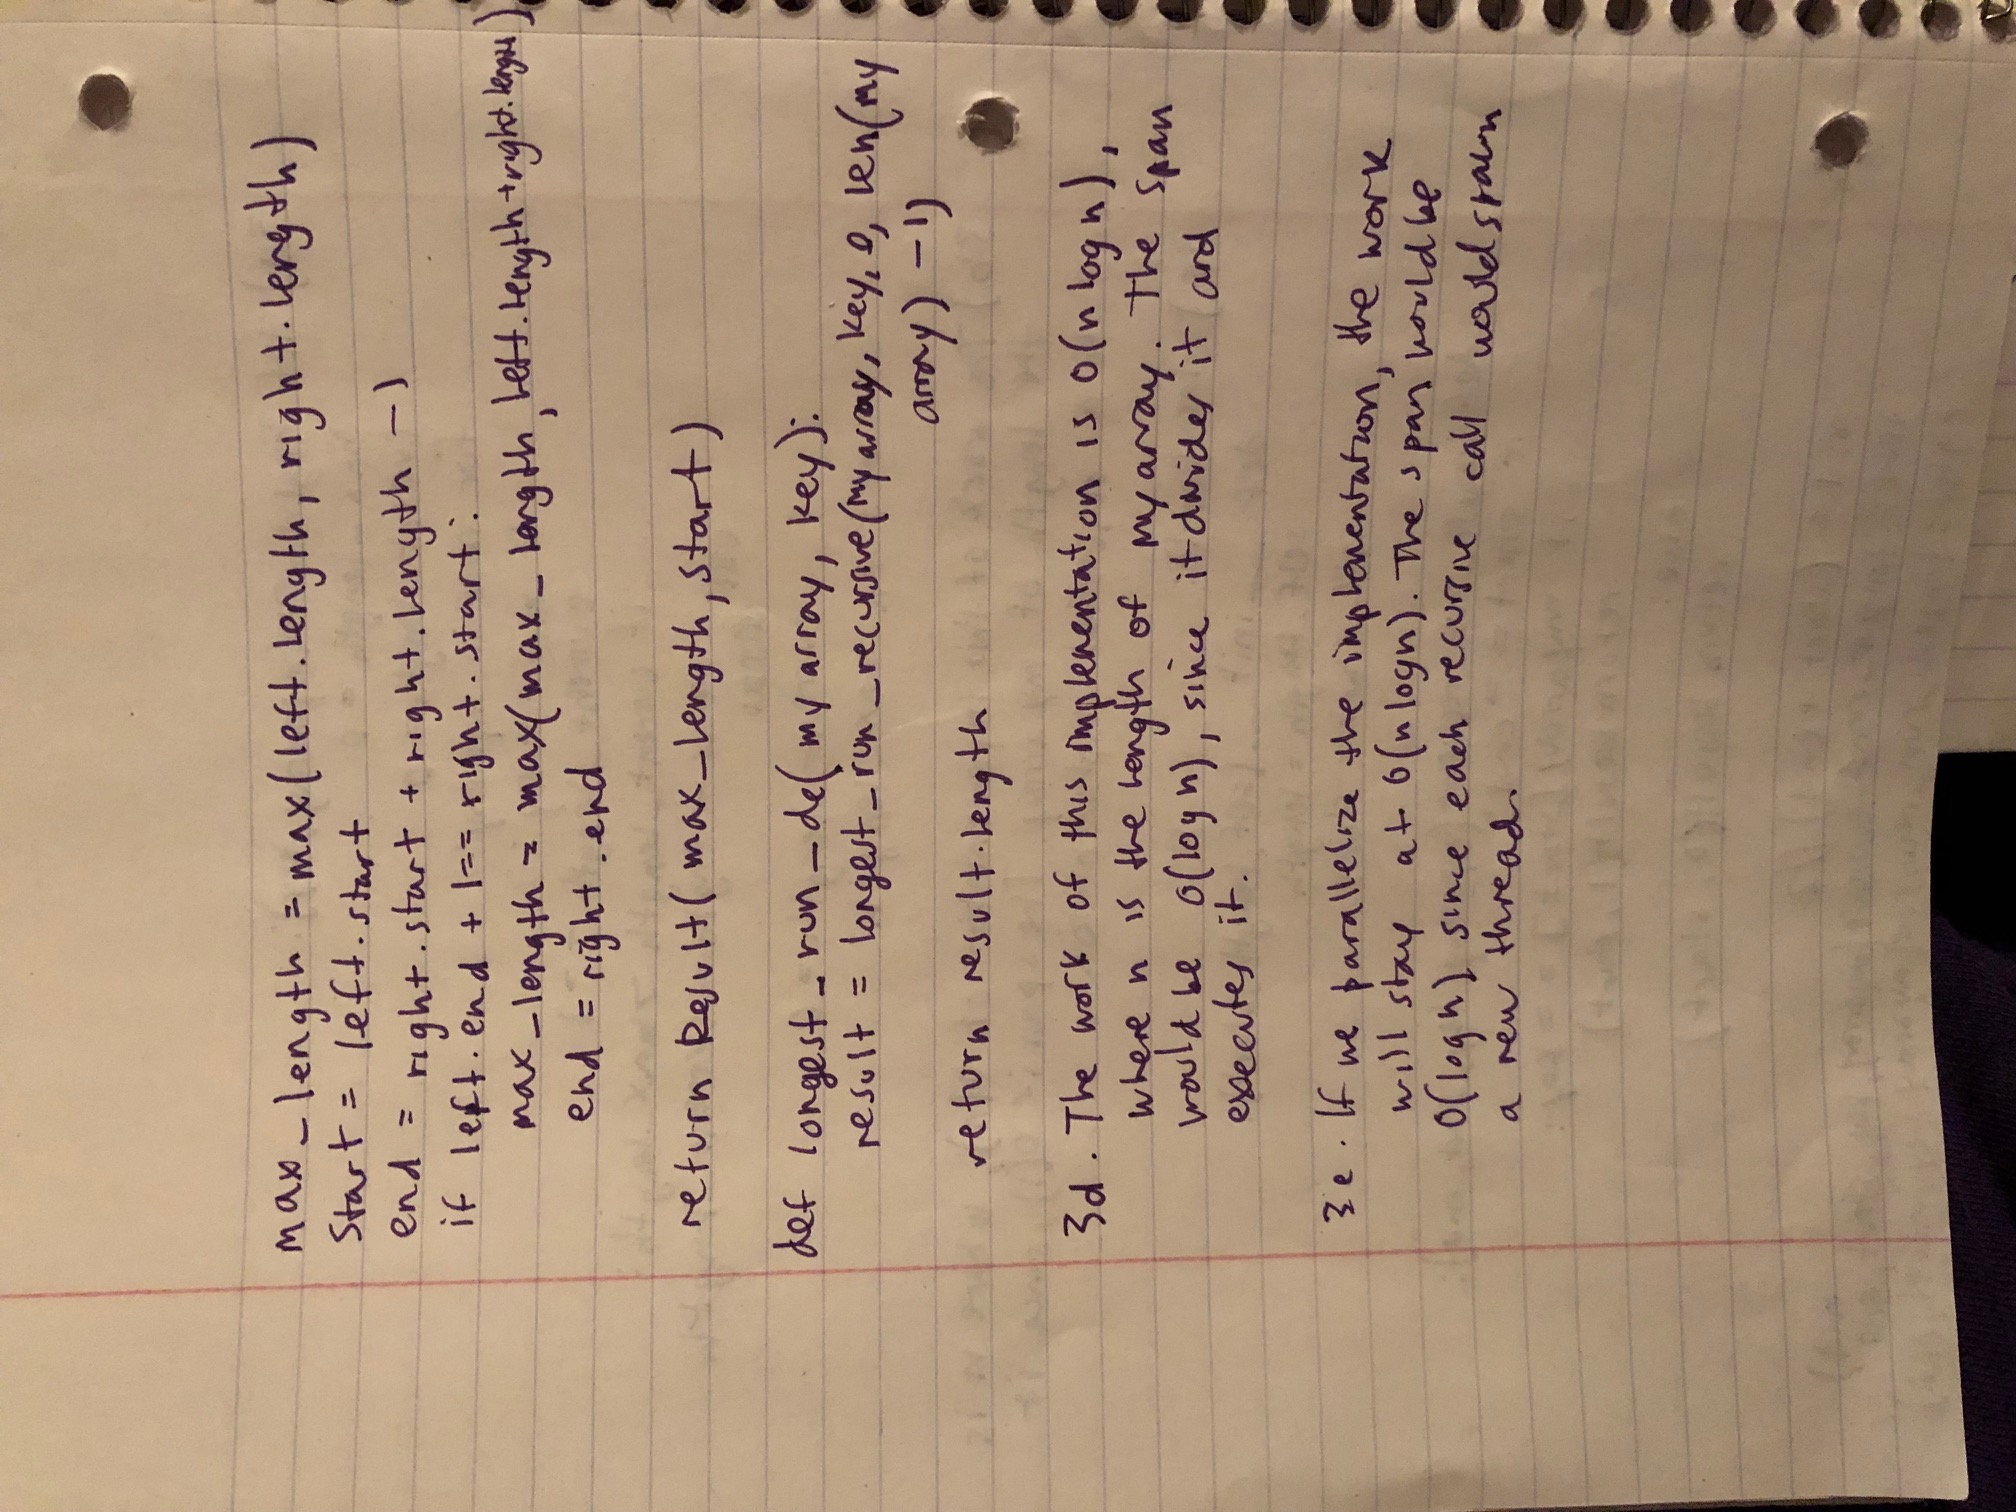 max_length = max(left.length, right.length)
Start = left.start
end = right.start + right.length - 1
if left.end + 1 == right.start:
max_length = max(max_length, left.length + right.length)
end = right.end
return Result(max_length, start)
def longest_run_de(my array, key):
result = longest_run_recursive(my array, key, 0, len(my
array) - 1)
return result.length
3d. The work of this implementation is O(n log n),
where n is the length of my array. The span
would be O(log n), since it divides it and
executes it.
3e. If we parallelize the implementation, the work
will stay at O(n logn). The span would be
O(log n) since each recursive call would spawn
a new thread.